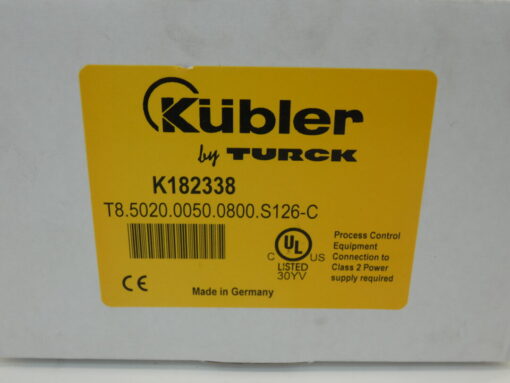 Kübler
by TURCK
K182338
T8.5020.0050.0800.S126-C
C UL US
LISTED
30YV
Process Control
Equipment
Connection to
Class 2 Power
supply required
CE
Made in Germany